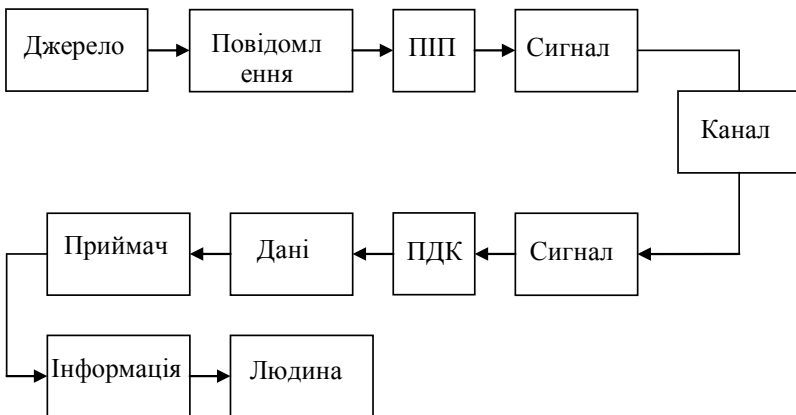 Джерело
Повідомл
ення
ПІП
Сигнал
Канал
Приймач
Дані
ПДК
Сигнал
Інформація
Людина